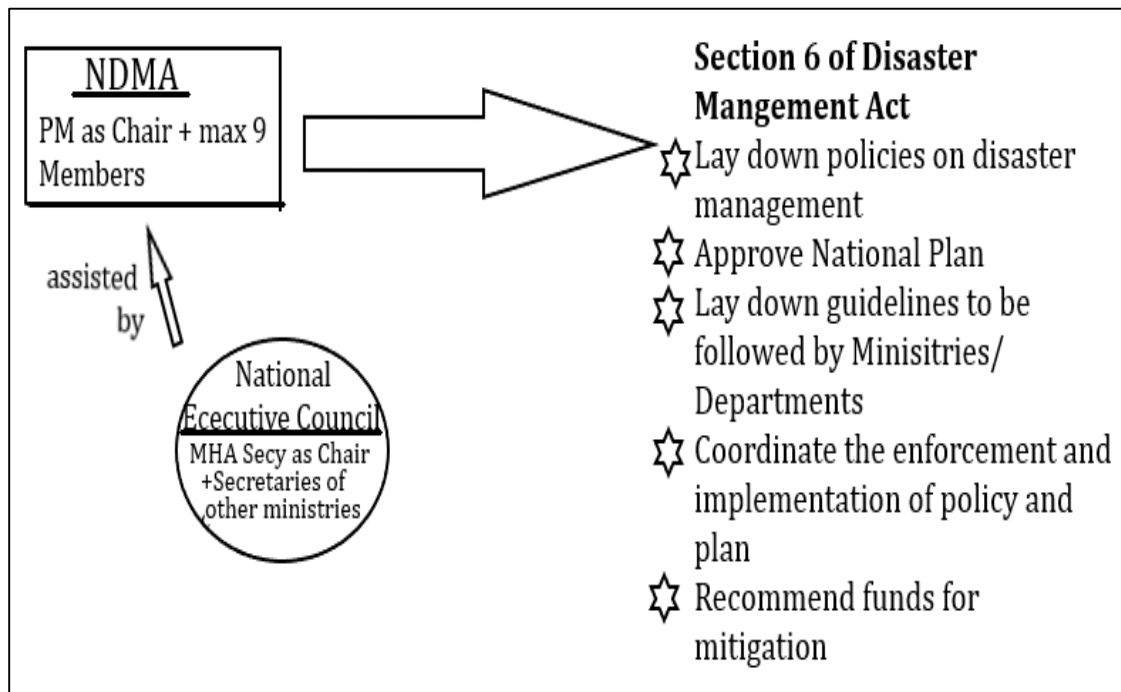 NDMA
PM as Chair + max 9
Members
assisted
by
National
Ececutive Council
MHA Secy as Chair
+Secretaries of
other ministries
Section 6 of Disaster
Mangement Act
Lay down policies on disaster
management
Approve National Plan
Lay down guidelines to be
followed by Minisitries/
Departments
Coordinate the enforcement and
implementation of policy and
plan
Recommend funds for
mitigation